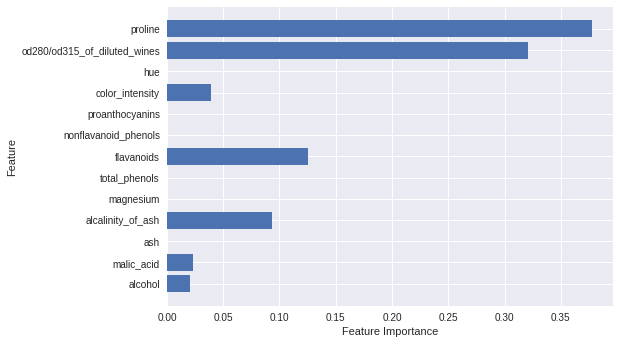 proline
od280/od315_of_diluted_wines
hue
color_intensity
proanthocyanins
nonflavanoid_phenols
flavanoids
total_phenols
magnesium
alcalinity_of_ash
ash
malic_acid
alcohol
Feature
0.00 0.05 0.10 0.15 0.20 0.25 0.30 0.35
Feature Importance